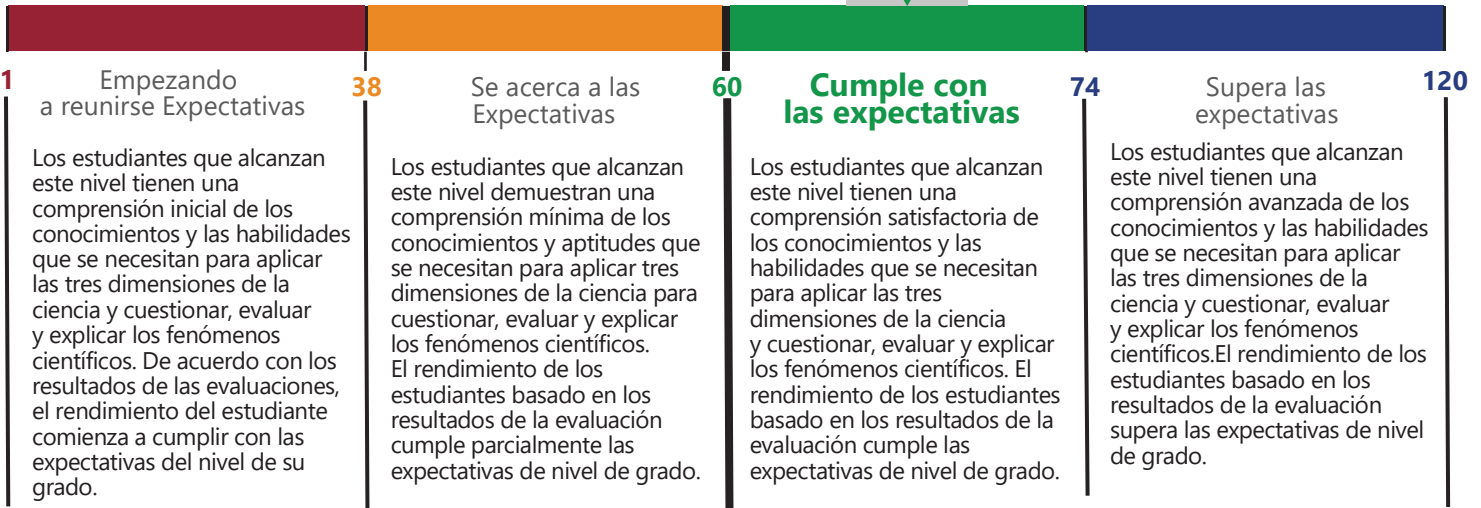 1
Empezando
a reunirse Expectativas
38
Los estudiantes que alcanzan
este nivel tienen una
comprensión inicial de los
conocimientos y las habilidades
que se necesitan para aplicar
las tres dimensiones de la
ciencia y cuestionar, evaluar
y explicar los fenómenos
científicos. De acuerdo con los
resultados de las evaluaciones,
el rendimiento del estudiante
comienza a cumplir con las
expectativas del nivel de su
grado.
Se acerca a las
Expectativas
60
Los estudiantes que alcanzan
este nivel demuestran una
comprensión mínima de los
conocimientos y aptitudes que
se necesitan para aplicar tres
dimensiones de la ciencia para
cuestionar, evaluar y explicar
los fenómenos científicos.
El rendimiento de los
estudiantes basado en los
resultados de la evaluación
cumple parcialmente las
expectativas de nivel de grado.
Cumple con
las expectativas
74
Los estudiantes que alcanzan
este nivel tienen una
comprensión satisfactoria de
los conocimientos y las
habilidades que se necesitan
para aplicar las tres
dimensiones de la ciencia
y cuestionar, evaluar y explicar
los fenómenos científicos. El
rendimiento de los estudiantes
basado en los resultados de la
evaluación cumple las
expectativas de nivel de grado.
Supera las
expectativas
120
Los estudiantes que alcanzan
este nivel tienen una
comprensión avanzada de los
conocimientos y las habilidades
que se necesitan para aplicar
las tres dimensiones de la
ciencia y cuestionar, evaluar
y explicar los fenómenos
científicos.El rendimiento de los
estudiantes basado en los
resultados de la evaluación
supera las expectativas de nivel
de grado.